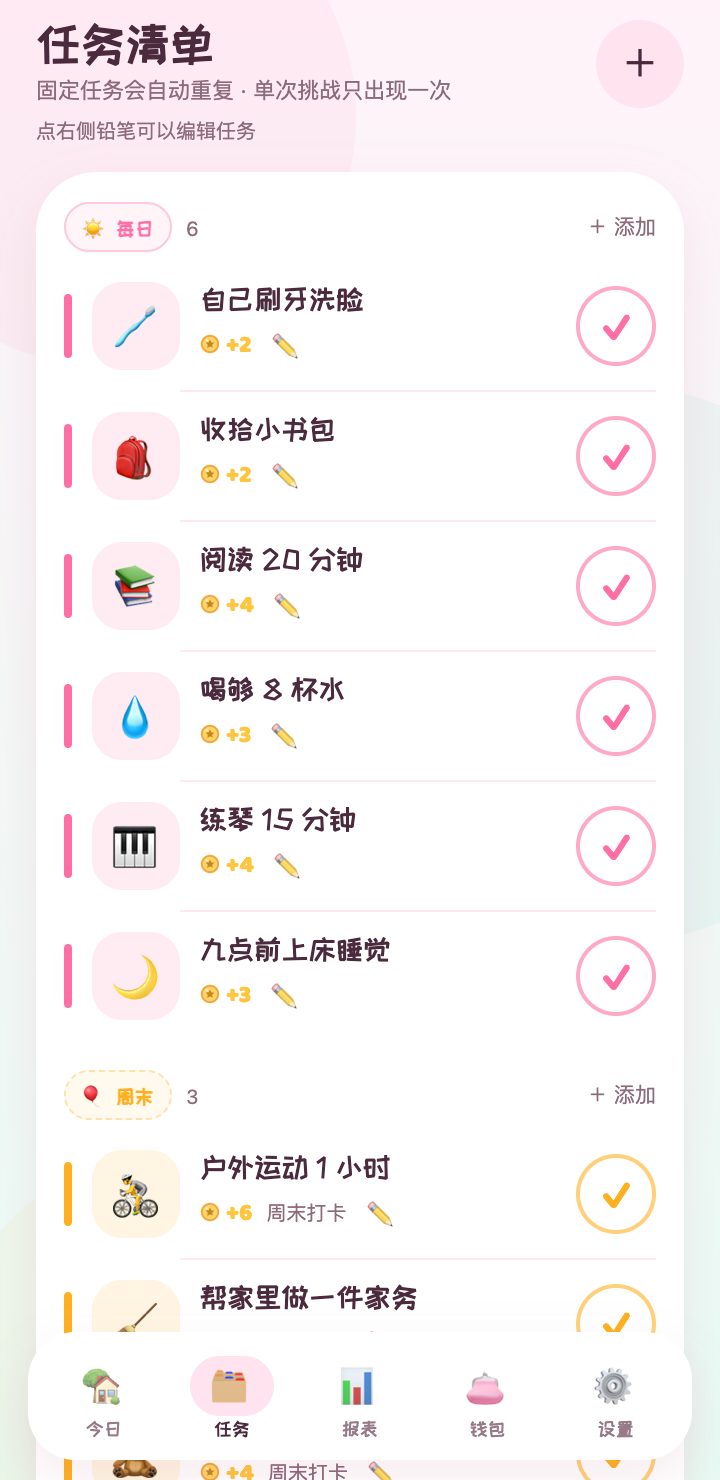 任务清单
固定任务会自动重复 · 单次挑战只出现一次
点右侧铅笔可以编辑任务
每日 6 + 添加
自己刷牙洗脸
+2
收拾小书包
+2
阅读 20 分钟
+4
喝够 8 杯水
+3
练琴 15 分钟
+4
九点前上床睡觉
+3
周末 3 + 添加
户外运动 1 小时
+6 周末打卡
帮家里做一件家务
+4 周末打卡
今日 任务 报表 钱包 设置